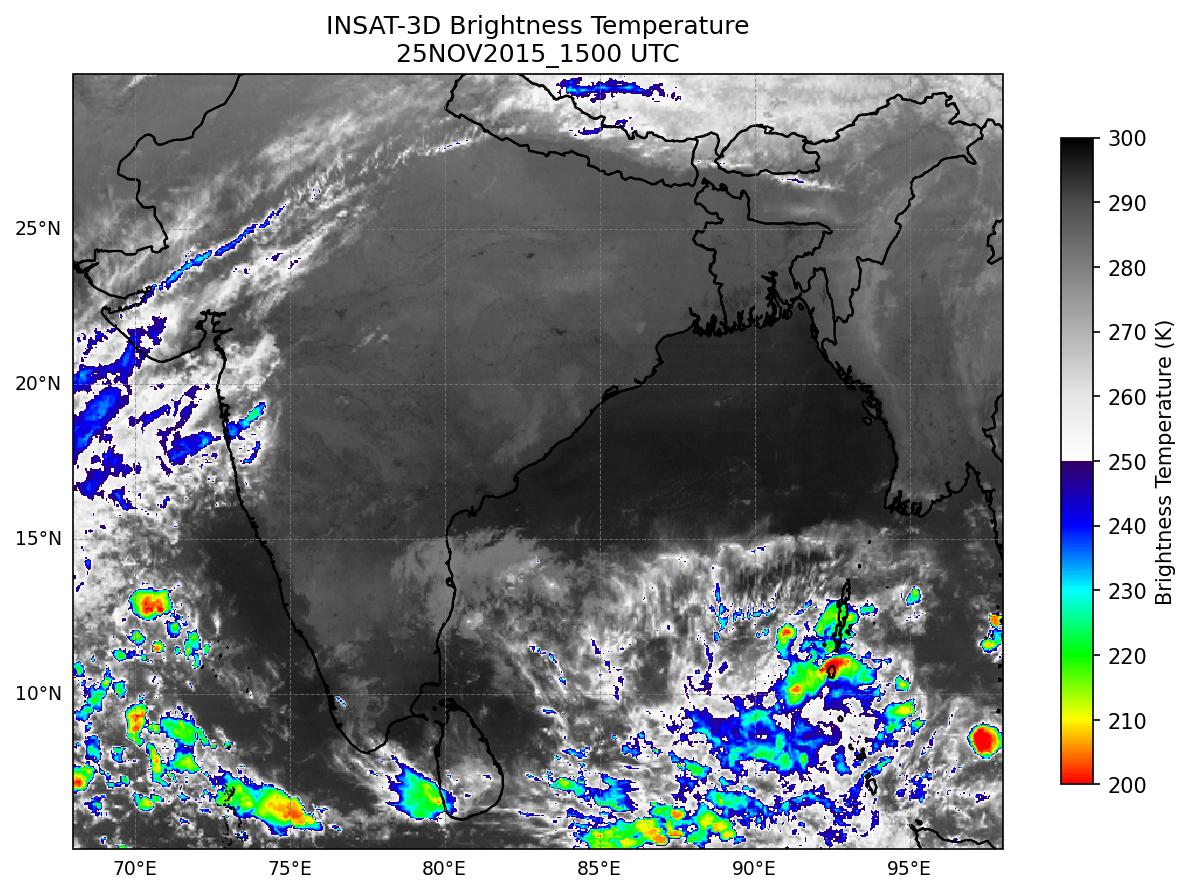 INSAT-3D Brightness Temperature
25NOV2015_1500 UTC
25°N
20°N
15°N
10°N
70°E
75°E
80°E
85°E
90°E
95°E
300
290
280
270
260
250
240
230
220
210
200
Brightness Temperature (K)